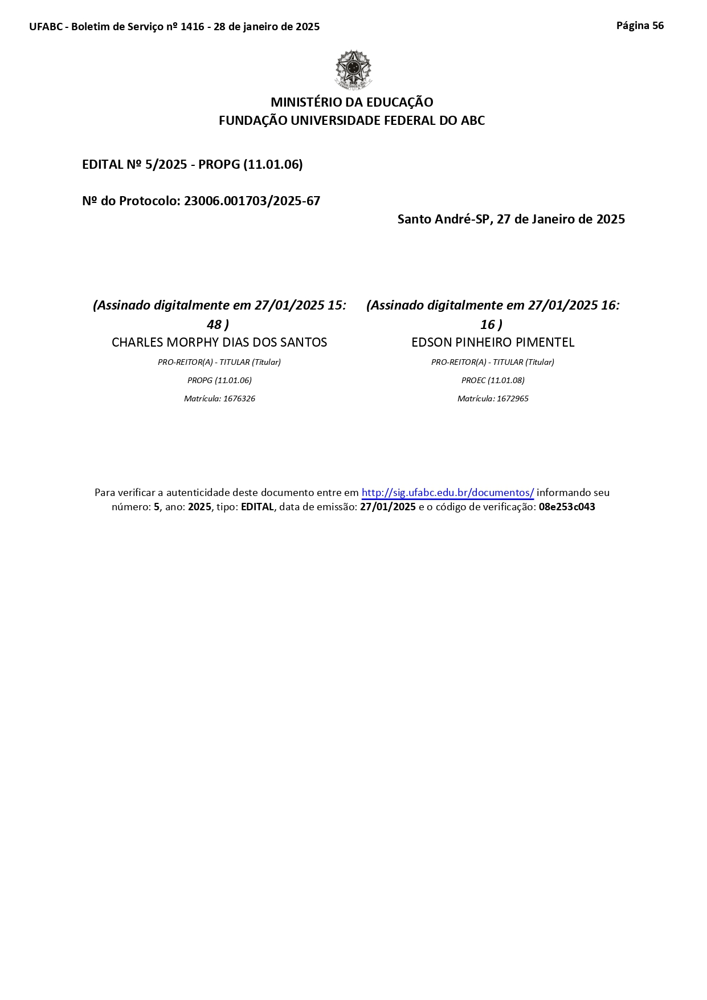 UFABC - Boletim de Serviço nº 1416 - 28 de janeiro de 2025
Página 56
MINISTÉRIO DA EDUCAÇÃO
FUNDAÇÃO UNIVERSIDADE FEDERAL DO ABC
EDITAL Nº 5/2025 - PROPG (11.01.06)
Nº do Protocolo: 23006.001703/2025-67
Santo André-SP, 27 de Janeiro de 2025
(Assinado digitalmente em 27/01/2025 15:
48 )
CHARLES MORPHY DIAS DOS SANTOS
PRO-REITOR(A) - TITULAR (Titular)
PROPG (11.01.06)
Matrícula: 1676326
(Assinado digitalmente em 27/01/2025 16:
16 )
EDSON PINHEIRO PIMENTEL
PRO-REITOR(A) - TITULAR (Titular)
PROEC (11.01.08)
Matrícula: 1672965
Para verificar a autenticidade deste documento entre em http://sig.ufabc.edu.br/documentos/ informando seu
número: 5, ano: 2025, tipo: EDITAL, data de emissão: 27/01/2025 e o código de verificação: 08e253c043